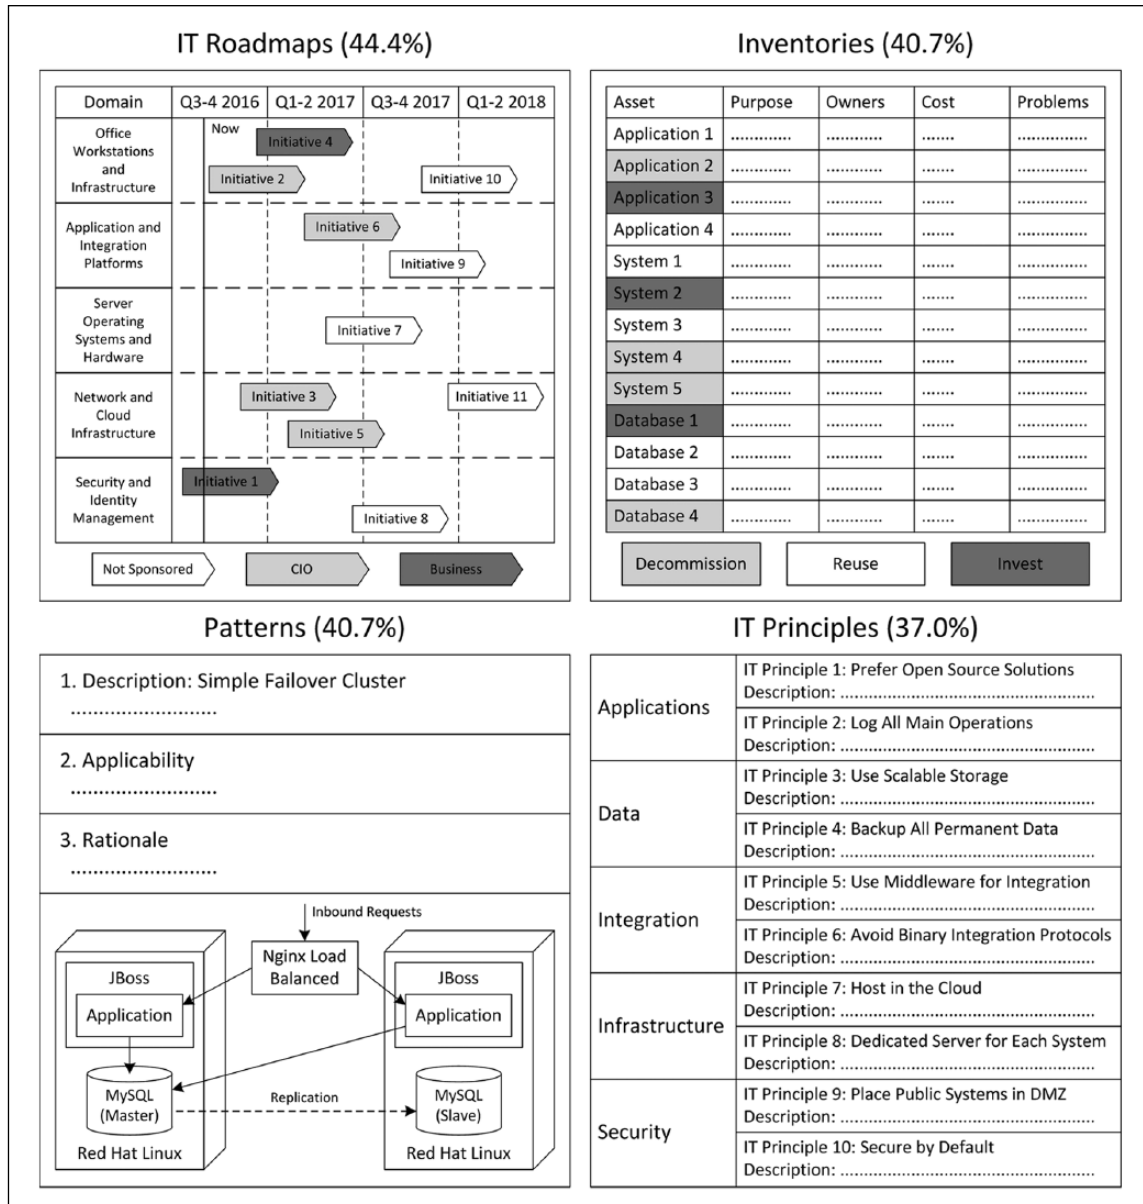 IT Roadmaps (44.4%)
Domain Q3-4 2016 Q1-2 2017 Q3-4 2017 Q1-2 2018
Now
Office
Workstations
and
Infrastructure
Initiative 4
Initiative 2
Initiative 10
Application and
Integration
Platforms
Initiative 6
Initiative 9
Server
Operating
Systems and
Hardware
Initiative 7
Network and
Cloud
Infrastructure
Initiative 3
Initiative 11
Initiative 5
Security and
Identity
Management
Initiative 1
Initiative 8
Not Sponsored
CIO
Business
Inventories (40.7%)
Asset Purpose Owners Cost Problems
Application 1 ............. ............ ....... ...............
Application 2 ............. ............ ....... ...............
Application 3 ............. ............ ....... ...............
Application 4 ............. ............ ....... ...............
System 1 ............. ............ ....... ...............
System 2 ............. ............ ....... ...............
System 3 ............. ............ ....... ...............
System 4 ............. ............ ....... ...............
System 5 ............. ............ ....... ...............
Database 1 ............. ............ ....... ...............
Database 2 ............. ............ ....... ...............
Database 3 ............. ............ ....... ...............
Database 4 ............. ............ ....... ...............
Decommission
Reuse
Invest
Patterns (40.7%)
1. Description: Simple Failover Cluster
..........................
2. Applicability
..........................
3. Rationale
..........................
Inbound Requests
Nginx Load
Balanced
JBoss
Application
MySQL
(Master)
Red Hat Linux
Replication
JBoss
Application
MySQL
(Slave)
Red Hat Linux
IT Principles (37.0%)
Applications
IT Principle 1: Prefer Open Source Solutions
Description: ..................................................
IT Principle 2: Log All Main Operations
Description: ..................................................
Data
IT Principle 3: Use Scalable Storage
Description: ..................................................
IT Principle 4: Backup All Permanent Data
Description: ..................................................
Integration
IT Principle 5: Use Middleware for Integration
Description: ..................................................
IT Principle 6: Avoid Binary Integration Protocols
Description: ..................................................
Infrastructure
IT Principle 7: Host in the Cloud
Description: ..................................................
IT Principle 8: Dedicated Server for Each System
Description: ..................................................
Security
IT Principle 9: Place Public Systems in DMZ
Description: ..................................................
IT Principle 10: Secure by Default
Description: ..................................................